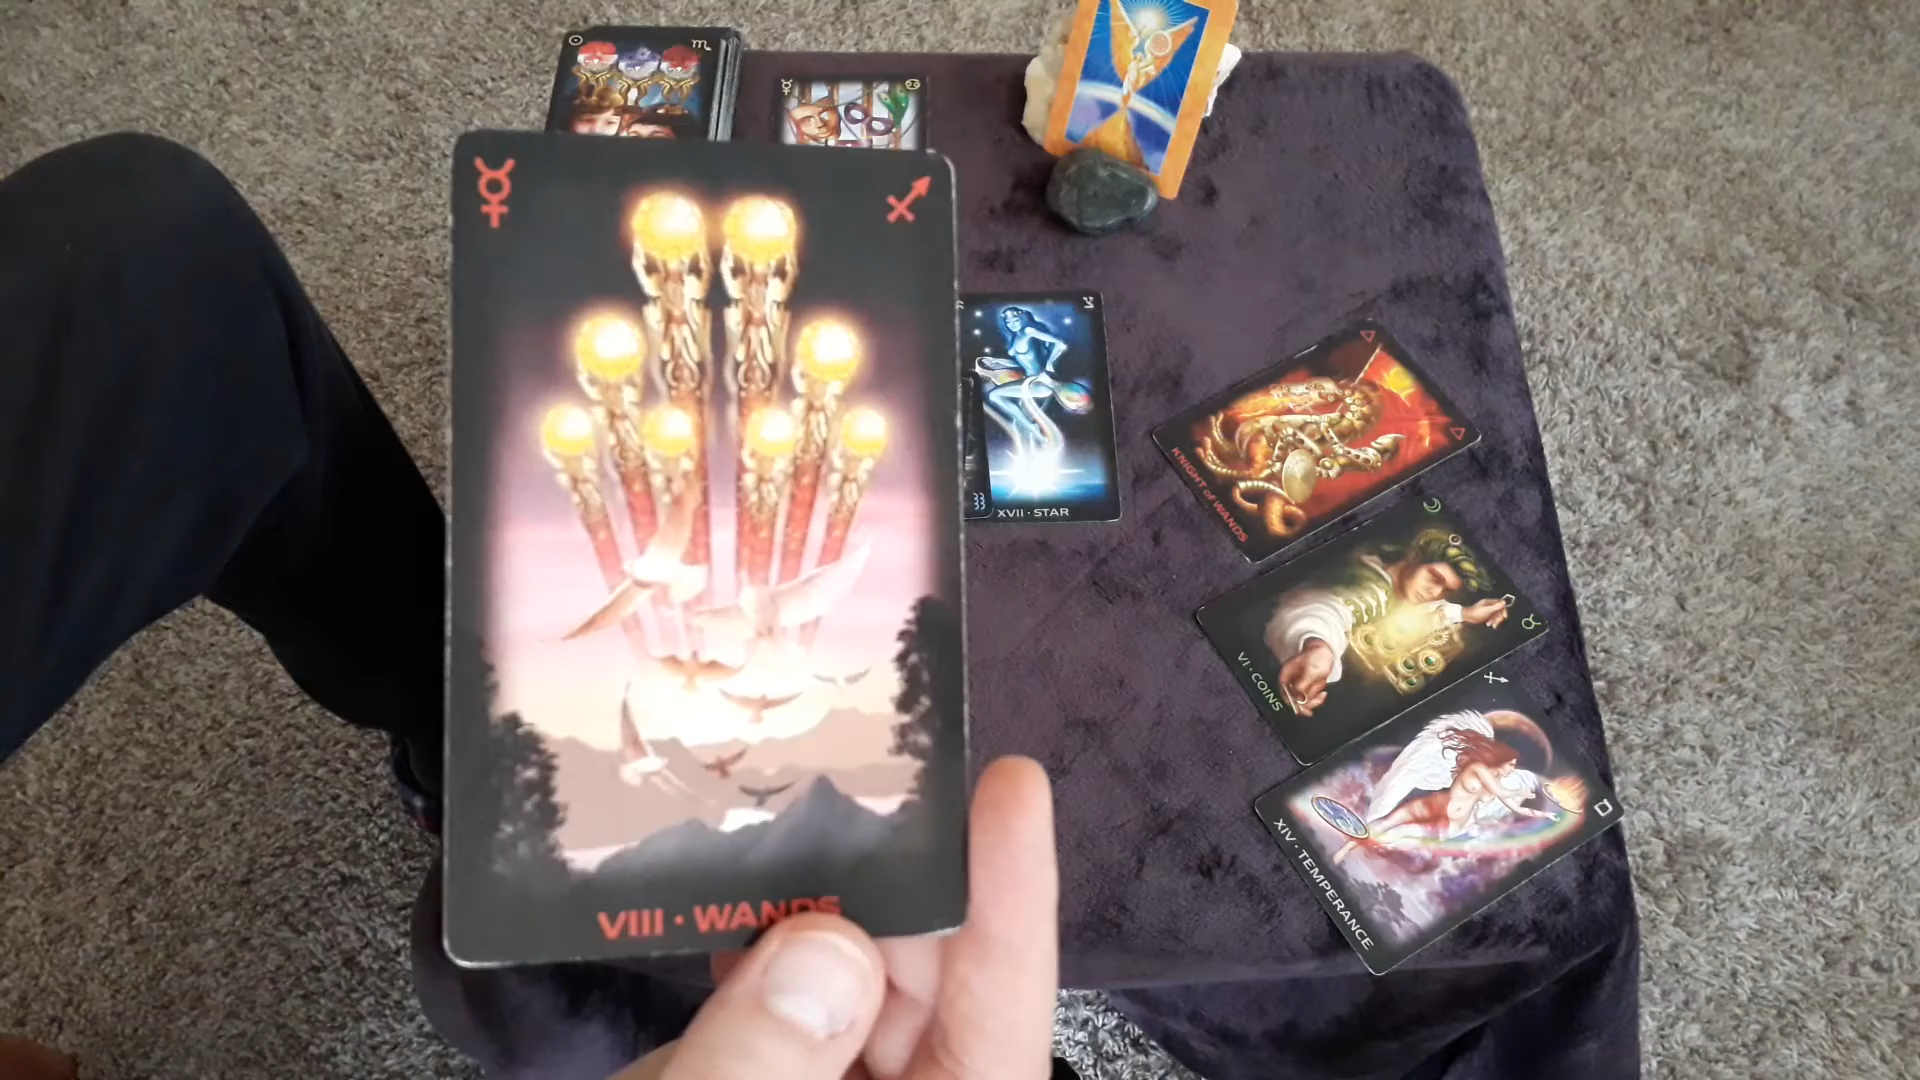 VIII · WANDS
XVII · STAR
KNIGHT of WANDS
VI · COINS
XIV · TEMPERANCE